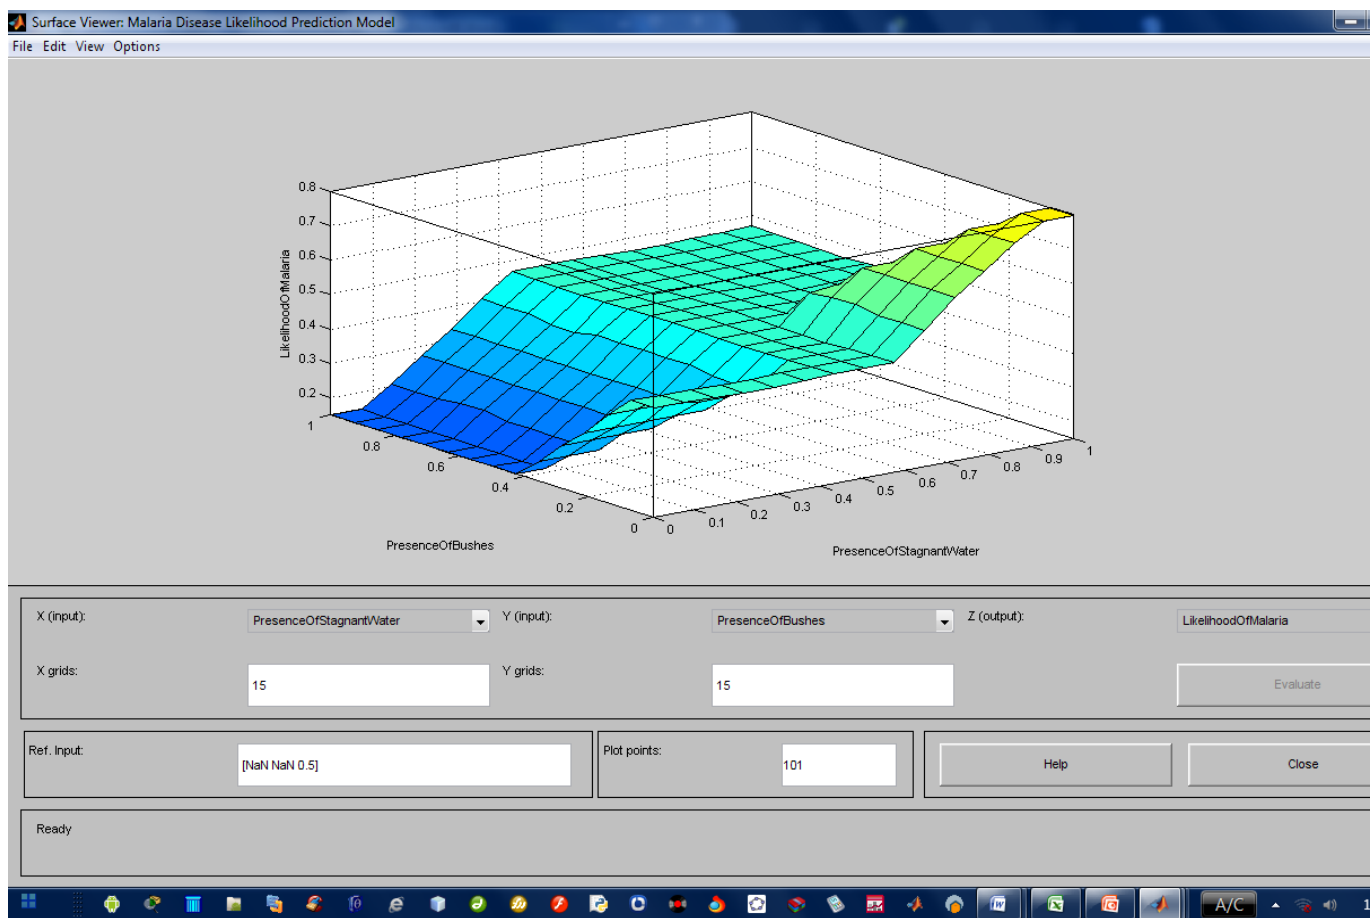 Surface Viewer: Malaria Disease Likelihood Prediction Model
File Edit View Options
0.8
0.7
0.6
0.5
0.4
0.3
0.2
LikelihoodOfMalaria
1
0.8
0.6
0.4
0.2
0
PresenceOfBushes
0
0.1
0.2
0.3
0.4
0.5
0.6
0.7
0.8
0.9
1
PresenceOfStagnantWater
X (input): PresenceOfStagnantWater Y (input): PresenceOfBushes Z (output): LikelihoodOfMalaria
X grids: 15 Y grids: 15 Evaluate
Ref. Input: [NaN NaN 0.5] Plot points: 101 Help Close
Ready
A/C 1